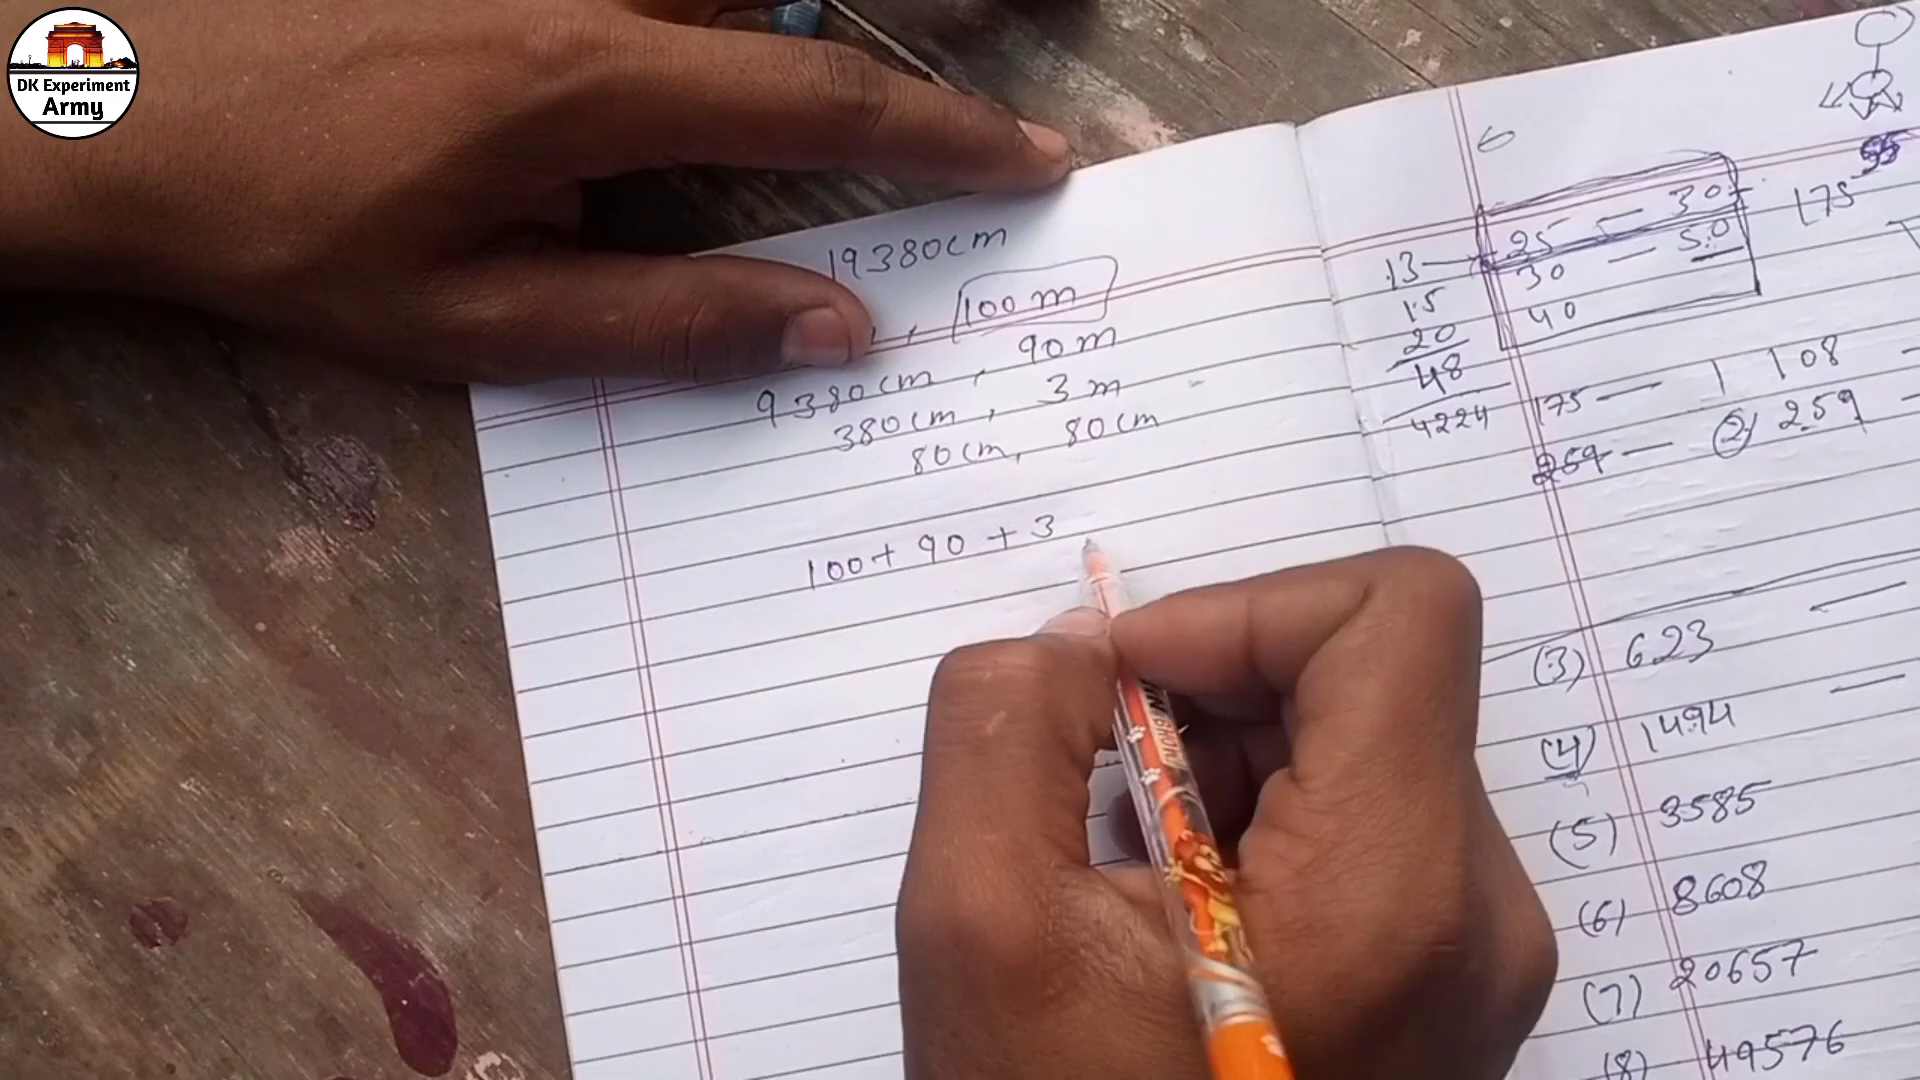 DK Experiment
Army
19380cm
, 100m
9380cm , 90m
380cm , 3m
80cm, 80cm
100+ 90 + 3
25 — 30
13 — 30 — 50
15 40
20
48
4224
175
175 — 1 108
259 — (2) 259
(3) 623
(4) 1494
(5) 3585
(6) 8608
(7) 20657
(8) 49576